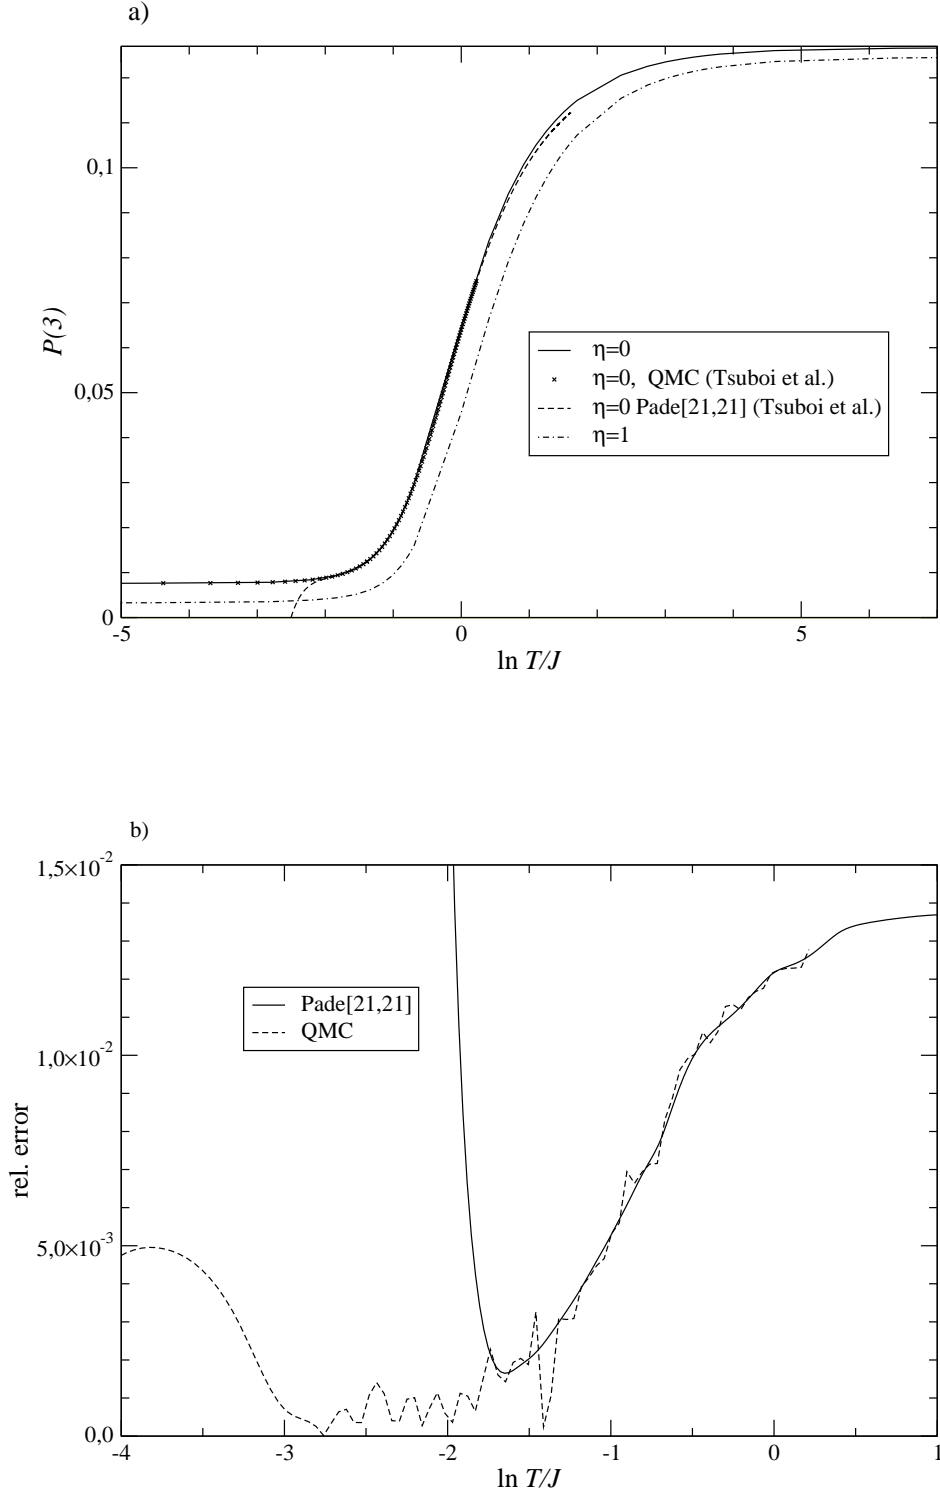 a)
0,1
P(3)
η=0
η=0, QMC (Tsuboi et al.)
0,05
η=0 Pade[21,21] (Tsuboi et al.)
η=1
0
-5 0 5
ln T/J
b)
1,5×10⁻²
Pade[21,21]
QMC
1,0×10⁻²
rel. error
5,0×10⁻³
0,0
-4 -3 -2 -1 0 1
ln T/J